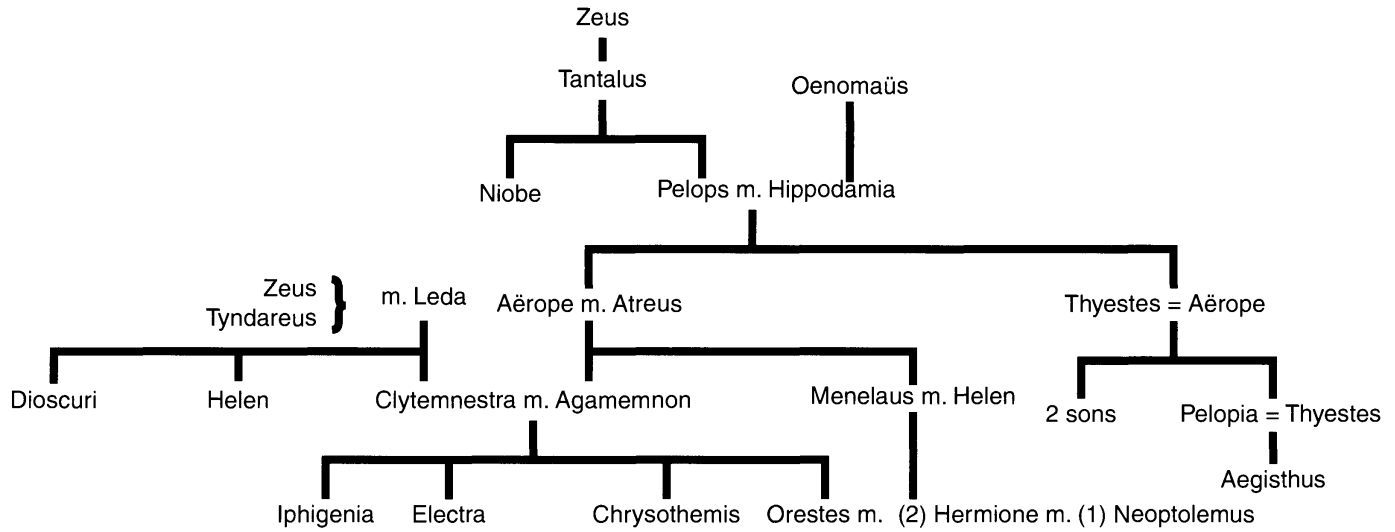 Zeus
Tantalus
Oenomaüs
Niobe
Pelops m. Hippodamia
Zeus
Tyndareus } m. Leda
Aërope m. Atreus
Thyestes = Aërope
Dioscuri
Helen
Clytemnestra m. Agamemnon
Menelaus m. Helen
2 sons
Pelopia = Thyestes
Aegisthus
Iphigenia
Electra
Chrysothemis
Orestes m. (2) Hermione m. (1) Neoptolemus